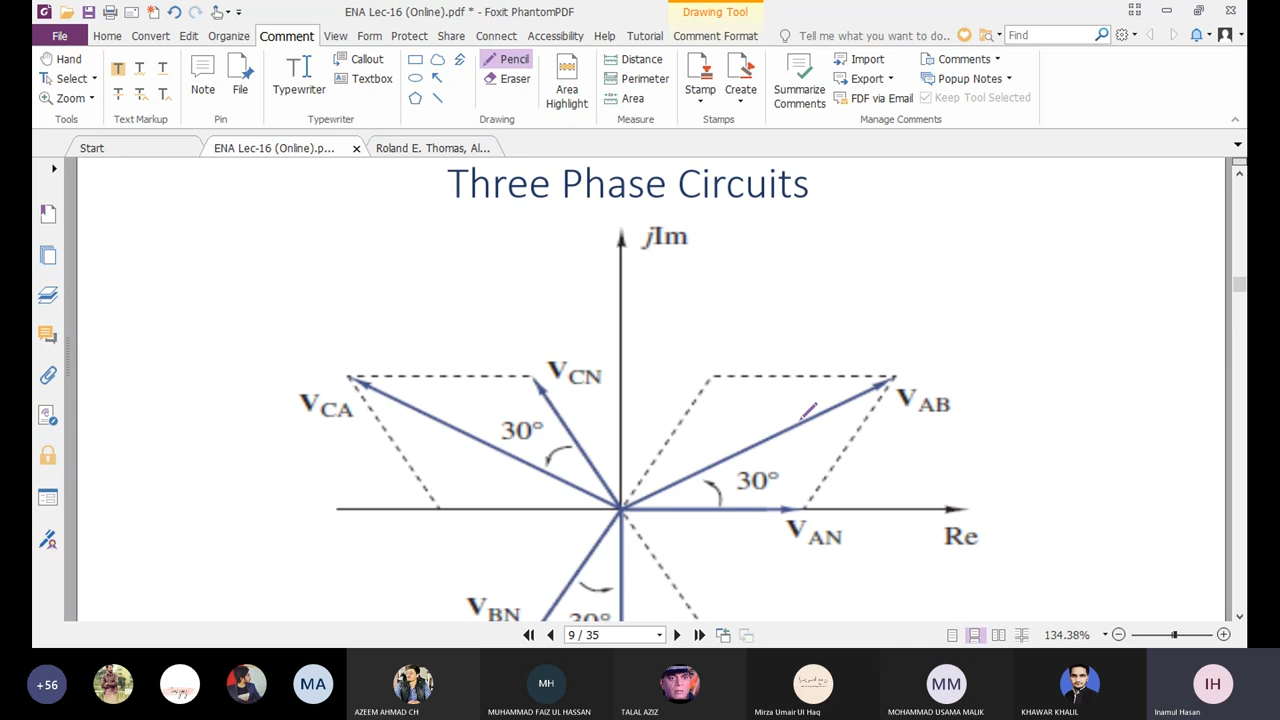 ENA Lec-16 (Online).pdf * - Foxit PhantomPDF
Drawing Tool
File Home Convert Edit Organize Comment View Form Protect Share Connect Accessibility Help Tutorial Comment Format Tell me what you want to do.. Find
Hand
Select
Zoom
Tools
T T T
T T T
Text Markup
Note
File
Pin
Typewriter
Callout
Textbox
Typewriter
Pencil
Eraser
Area
Highlight
Drawing
Distance
Perimeter
Area
Measure
Stamp
Create
Stamps
Summarize
Comments
Import
Export
FDF via Email
Comments
Popup Notes
Keep Tool Selected
Manage Comments
Start
ENA Lec-16 (Online).p...
Roland E. Thomas, Al...
Three Phase Circuits
jIm
VCN
VCA
VAB
30°
30°
VAN
Re
VBN
30°
9 / 35
134.38%
+56
MA
MH
MM
IH
AZEEM AHMAD CH
MUHAMMAD FAIZ UL HASSAN
TALAL AZIZ
Mirza Umair Ul Haq
MOHAMMAD USAMA MALIK
KHAWAR KHALIL
Inamul Hasan